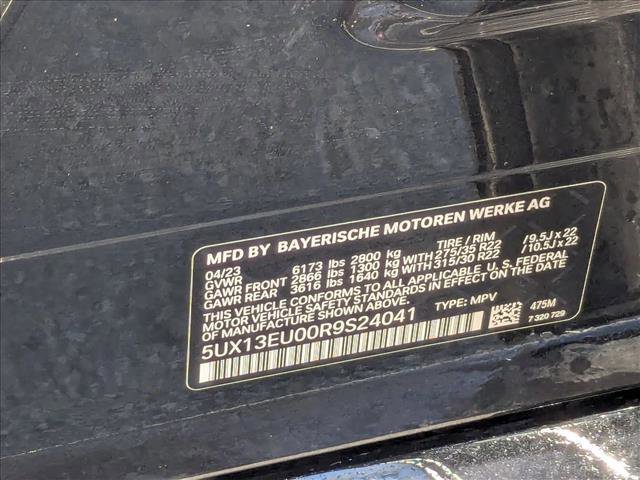 MFD BY BAYERISCHE MOTOREN WERKE AG
04/23 6173 lbs 2800 kg TIRE / RIM
GVWR
GAWR FRONT 2866 lbs 1300 kg WITH 275/35 R22 /9.5J x 22
GAWR REAR 3616 lbs 1640 kg WITH 315/30 R22 /10.5J x 22
THIS VEHICLE CONFORMS TO ALL APPLICABLE U.S. FEDERAL
MOTOR VEHICLE SAFETY STANDARDS IN EFFECT ON THE DATE
OF MANUFACTURE SHOWN ABOVE.
5UX13EU00R9S24041 TYPE: MPV 475M
7 320 729